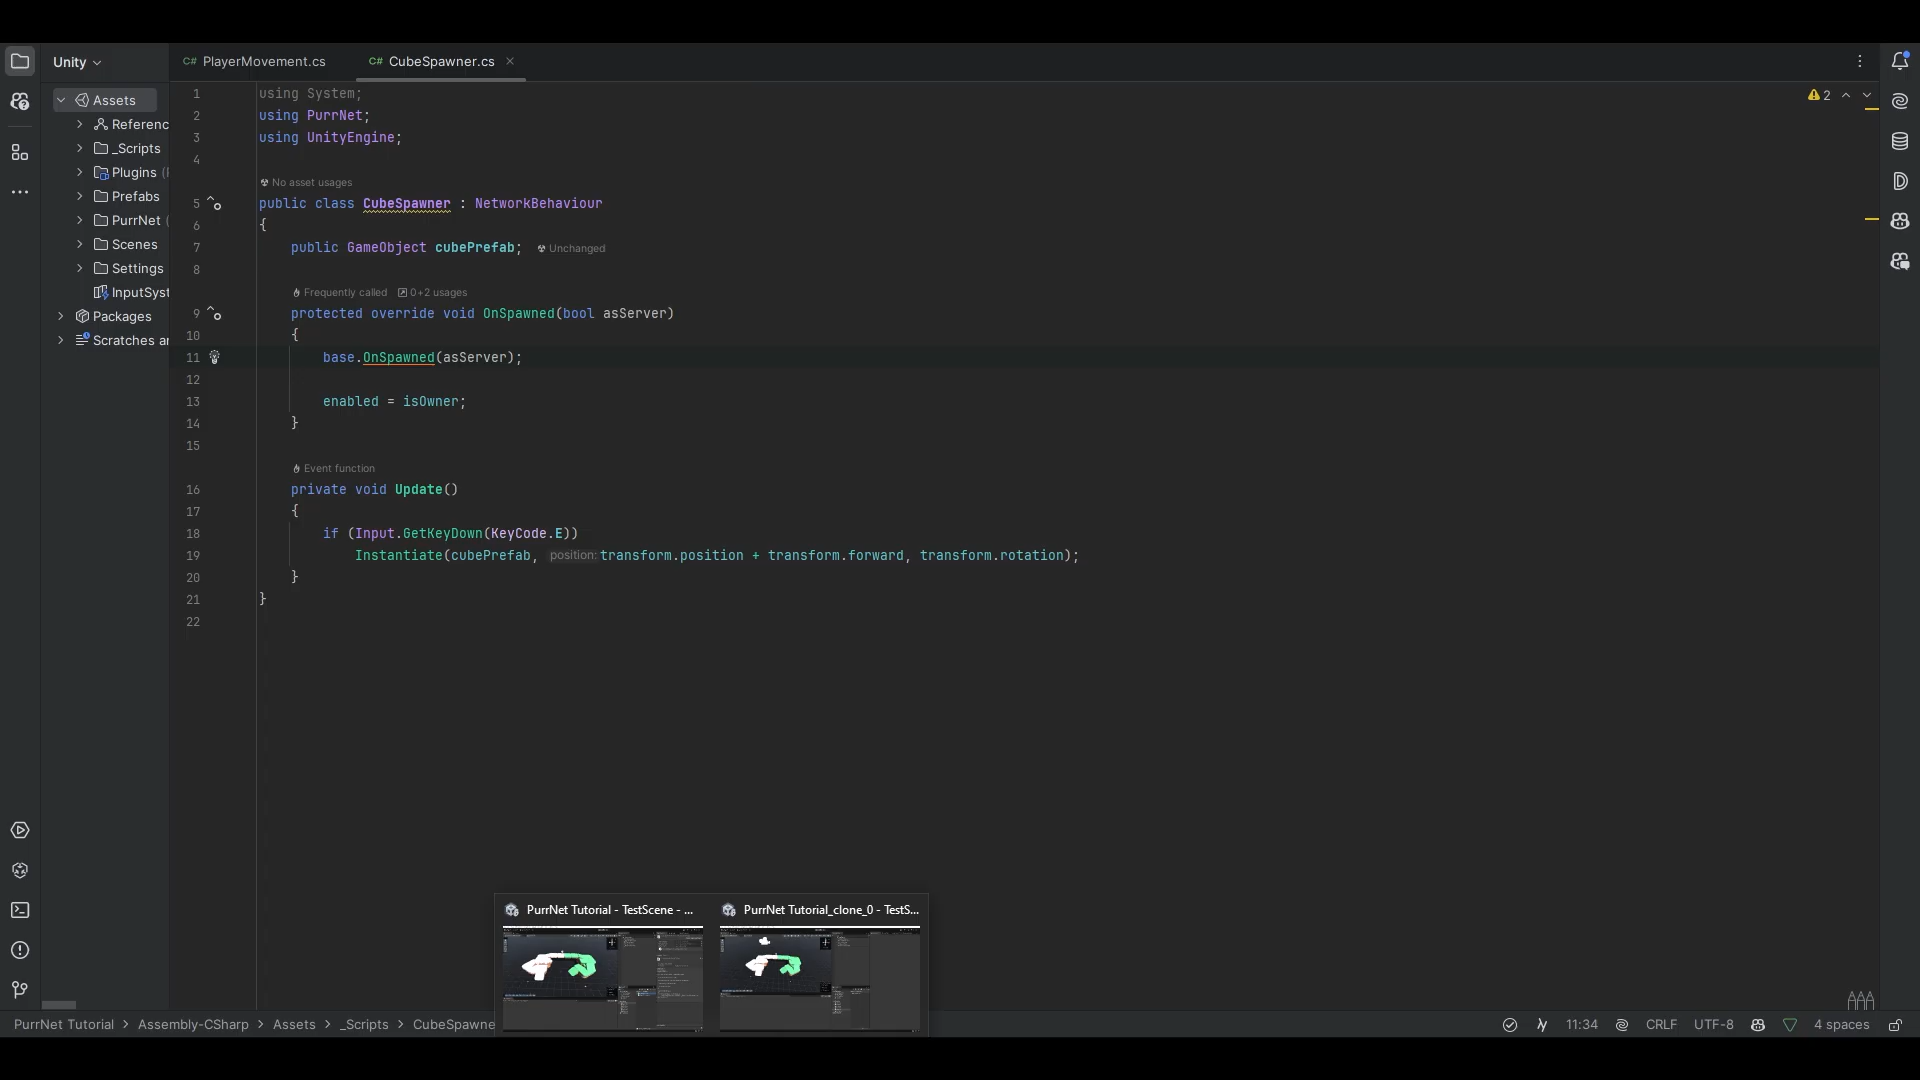 Unity
PlayerMovement.cs
CubeSpawner.cs
Assets
Referenc
_Scripts
Plugins
Prefabs
PurrNet
Scenes
Settings
InputSyst
Packages
Scratches ar
2
1 using System;
2 using PurrNet;
3 using UnityEngine;
4
No asset usages
5 public class CubeSpawner : NetworkBehaviour
6 {
7 public GameObject cubePrefab; Unchanged
8
Frequently called 0+2 usages
9 protected override void OnSpawned(bool asServer)
10 {
11 base.OnSpawned(asServer);
12
13 enabled = isOwner;
14 }
15
Event function
16 private void Update()
17 {
18 if (Input.GetKeyDown(KeyCode.E))
19 Instantiate(cubePrefab, position: transform.position + transform.forward, transform.rotation);
20 }
21 }
22
PurrNet Tutorial - TestScene - ...
PurrNet Tutorial_clone_0 - TestS...
PurrNet Tutorial > Assembly-CSharp > Assets > _Scripts > CubeSpawne
11:34 CRLF UTF-8 4 spaces